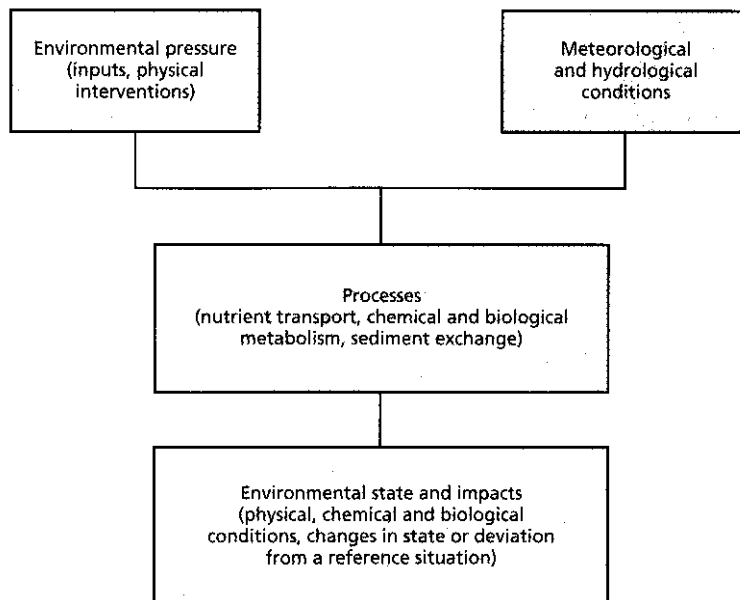 Environmental pressure
(inputs, physical
interventions)
Meteorological
and hydrological
conditions
Processes
(nutrient transport, chemical and biological
metabolism, sediment exchange)
Environmental state and impacts
(physical, chemical and biological
conditions, changes in state or deviation
from a reference situation)